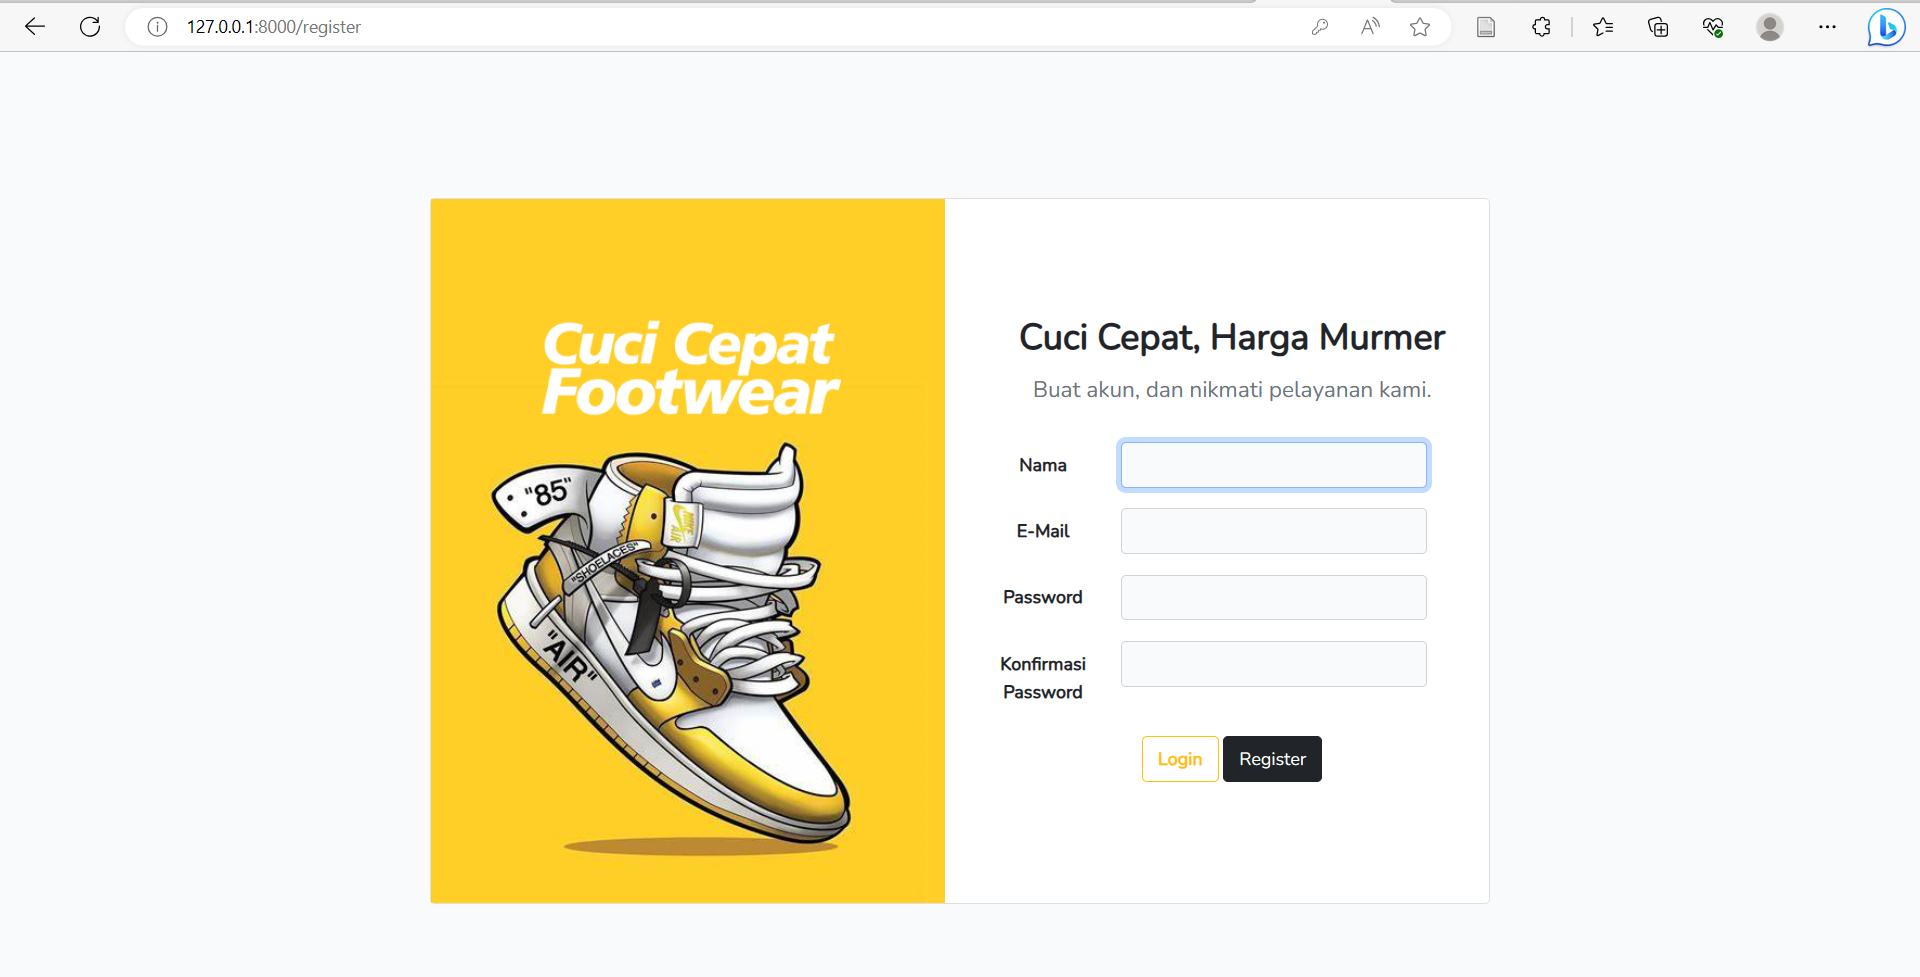 127.0.0.1:8000/register
Cuci Cepat
Footwear
"85"
NIKE
AIR
"SHOELACES"
"AIR"
Cuci Cepat, Harga Murmer
Buat akun, dan nikmati pelayanan kami.
Nama
E-Mail
Password
Konfirmasi
Password
Login
Register